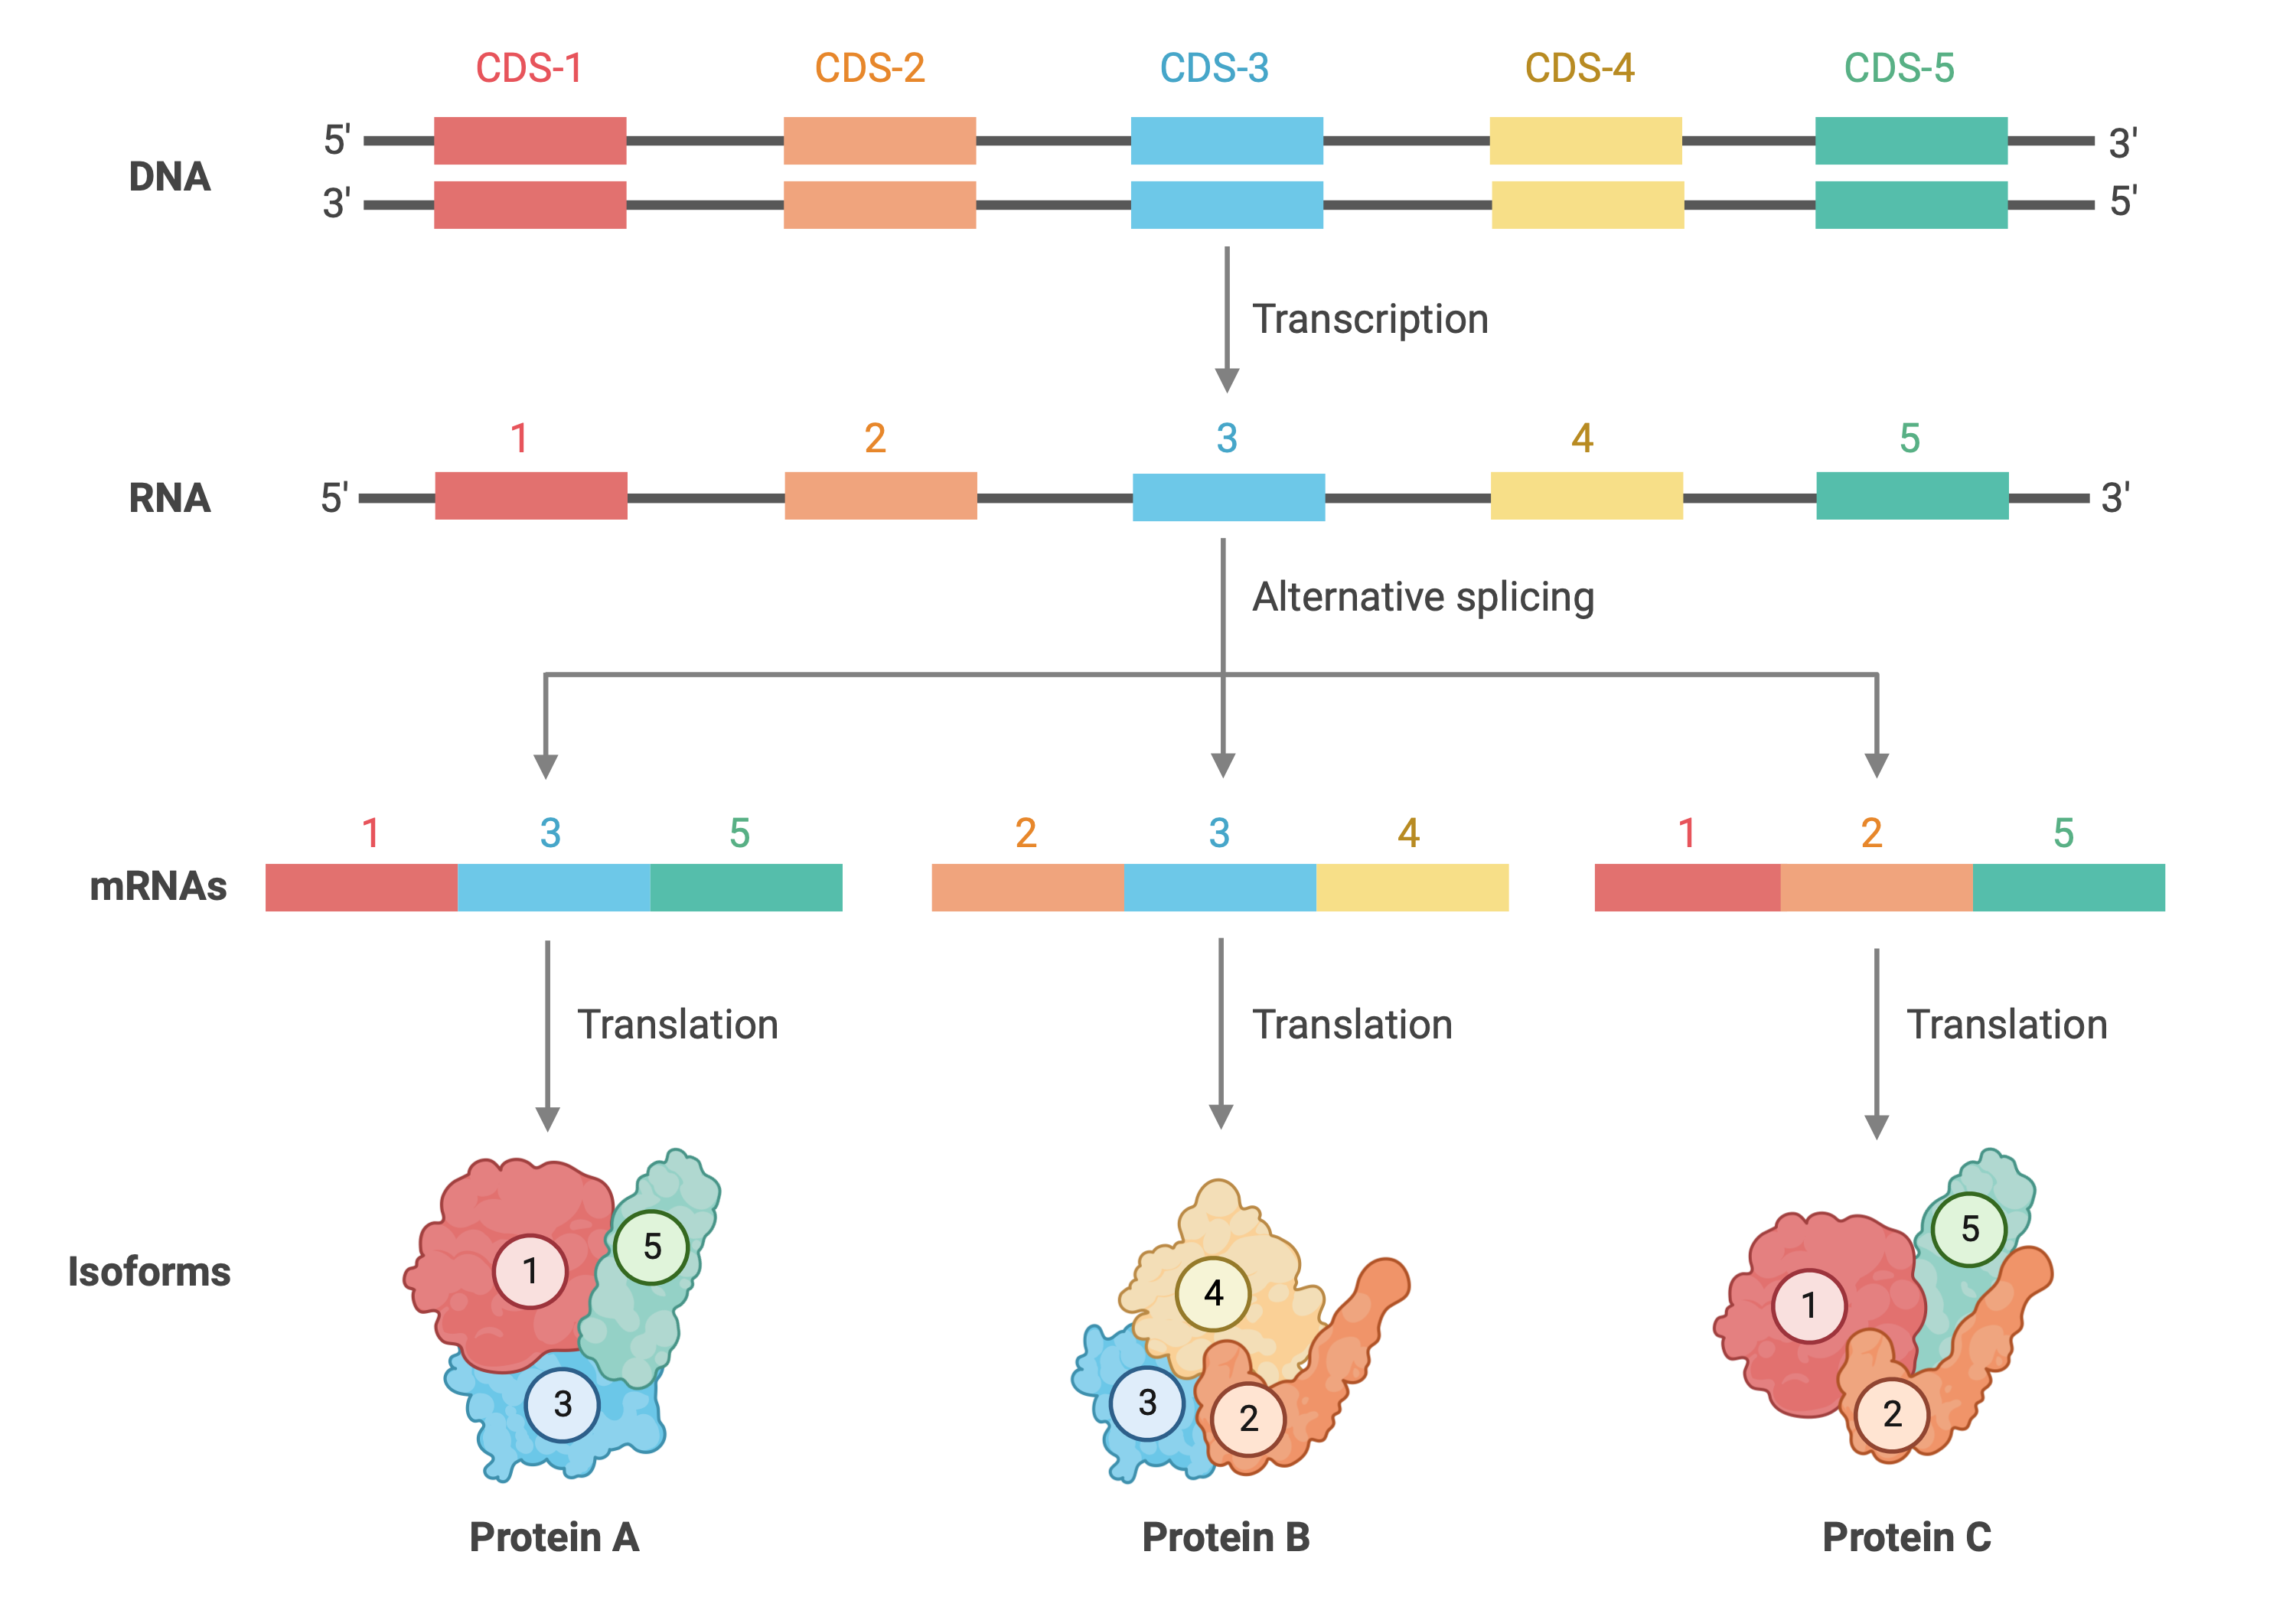 CDS-1 CDS-2 CDS-3 CDS-4 CDS-5
5' 3'
DNA
3' 5'
Transcription
1 2 3 4 5
RNA 5' 3'
Alternative splicing
1 3 5 2 3 4 1 2 5
mRNAs
Translation Translation Translation
5
5
1 4 1
Isoforms
3 3 2 2
Protein A Protein B Protein C